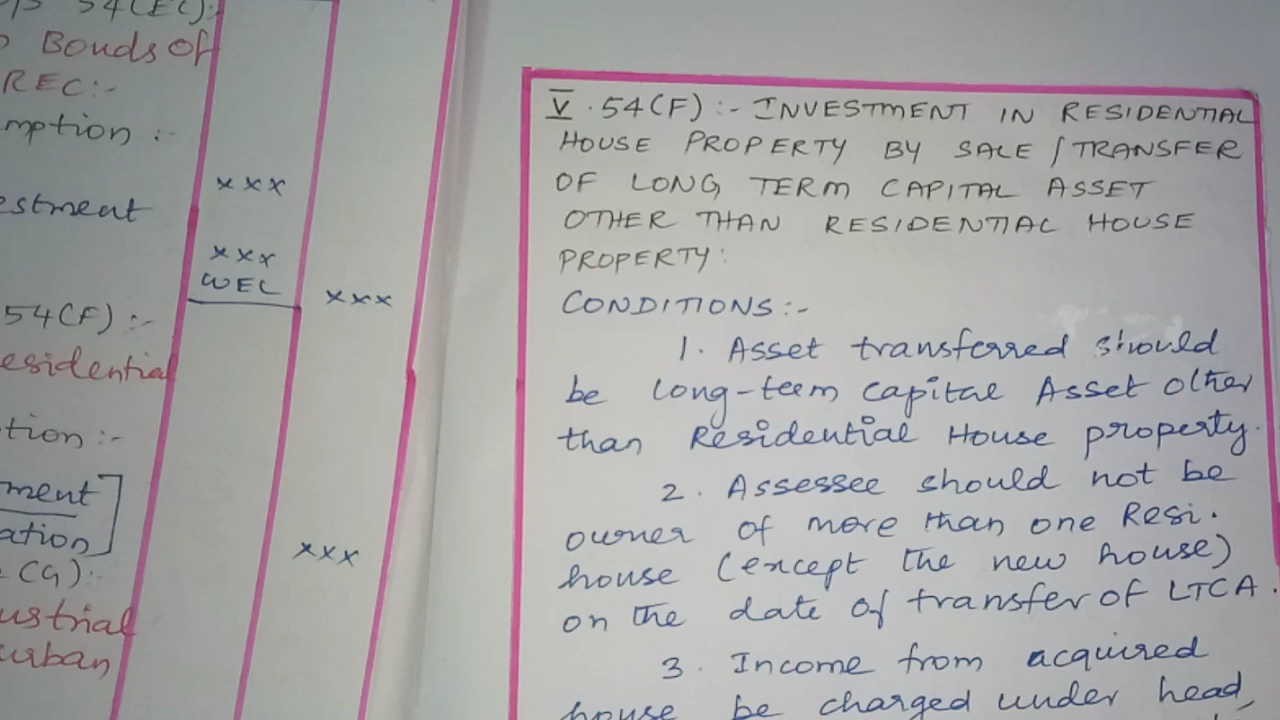 54(EC):
Bonds of
REC:-
mption :-
xxx
estment
xxx
WEC
xxx
54(F) :-
esidential
tion :-
ment
ation
xxx
(G):
ustrial
urban
V. 54(F) :- INVESTMENT IN RESIDENTIAL
HOUSE PROPERTY BY SALE / TRANSFER
OF LONG TERM CAPITAL ASSET
OTHER THAN RESIDENTIAL HOUSE
PROPERTY:
CONDITIONS :-
1. Asset transferred should
be long-teem capital Asset other
than Residential House property.
2. Assessee should not be
owner of more than one Resi.
house (except the new house)
on the date of transfer of LTCA.
3. Income from acquired
house be charged under head,